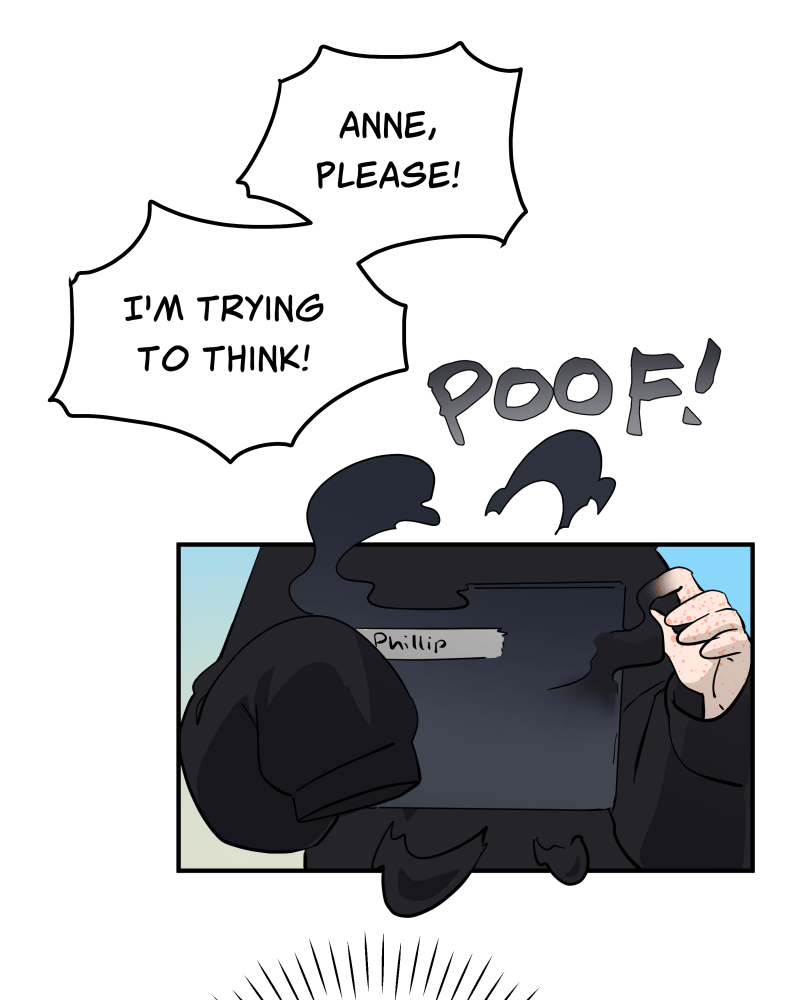 ANNE,
PLEASE!
I'M TRYING
TO THINK!
POOF!
Phillip